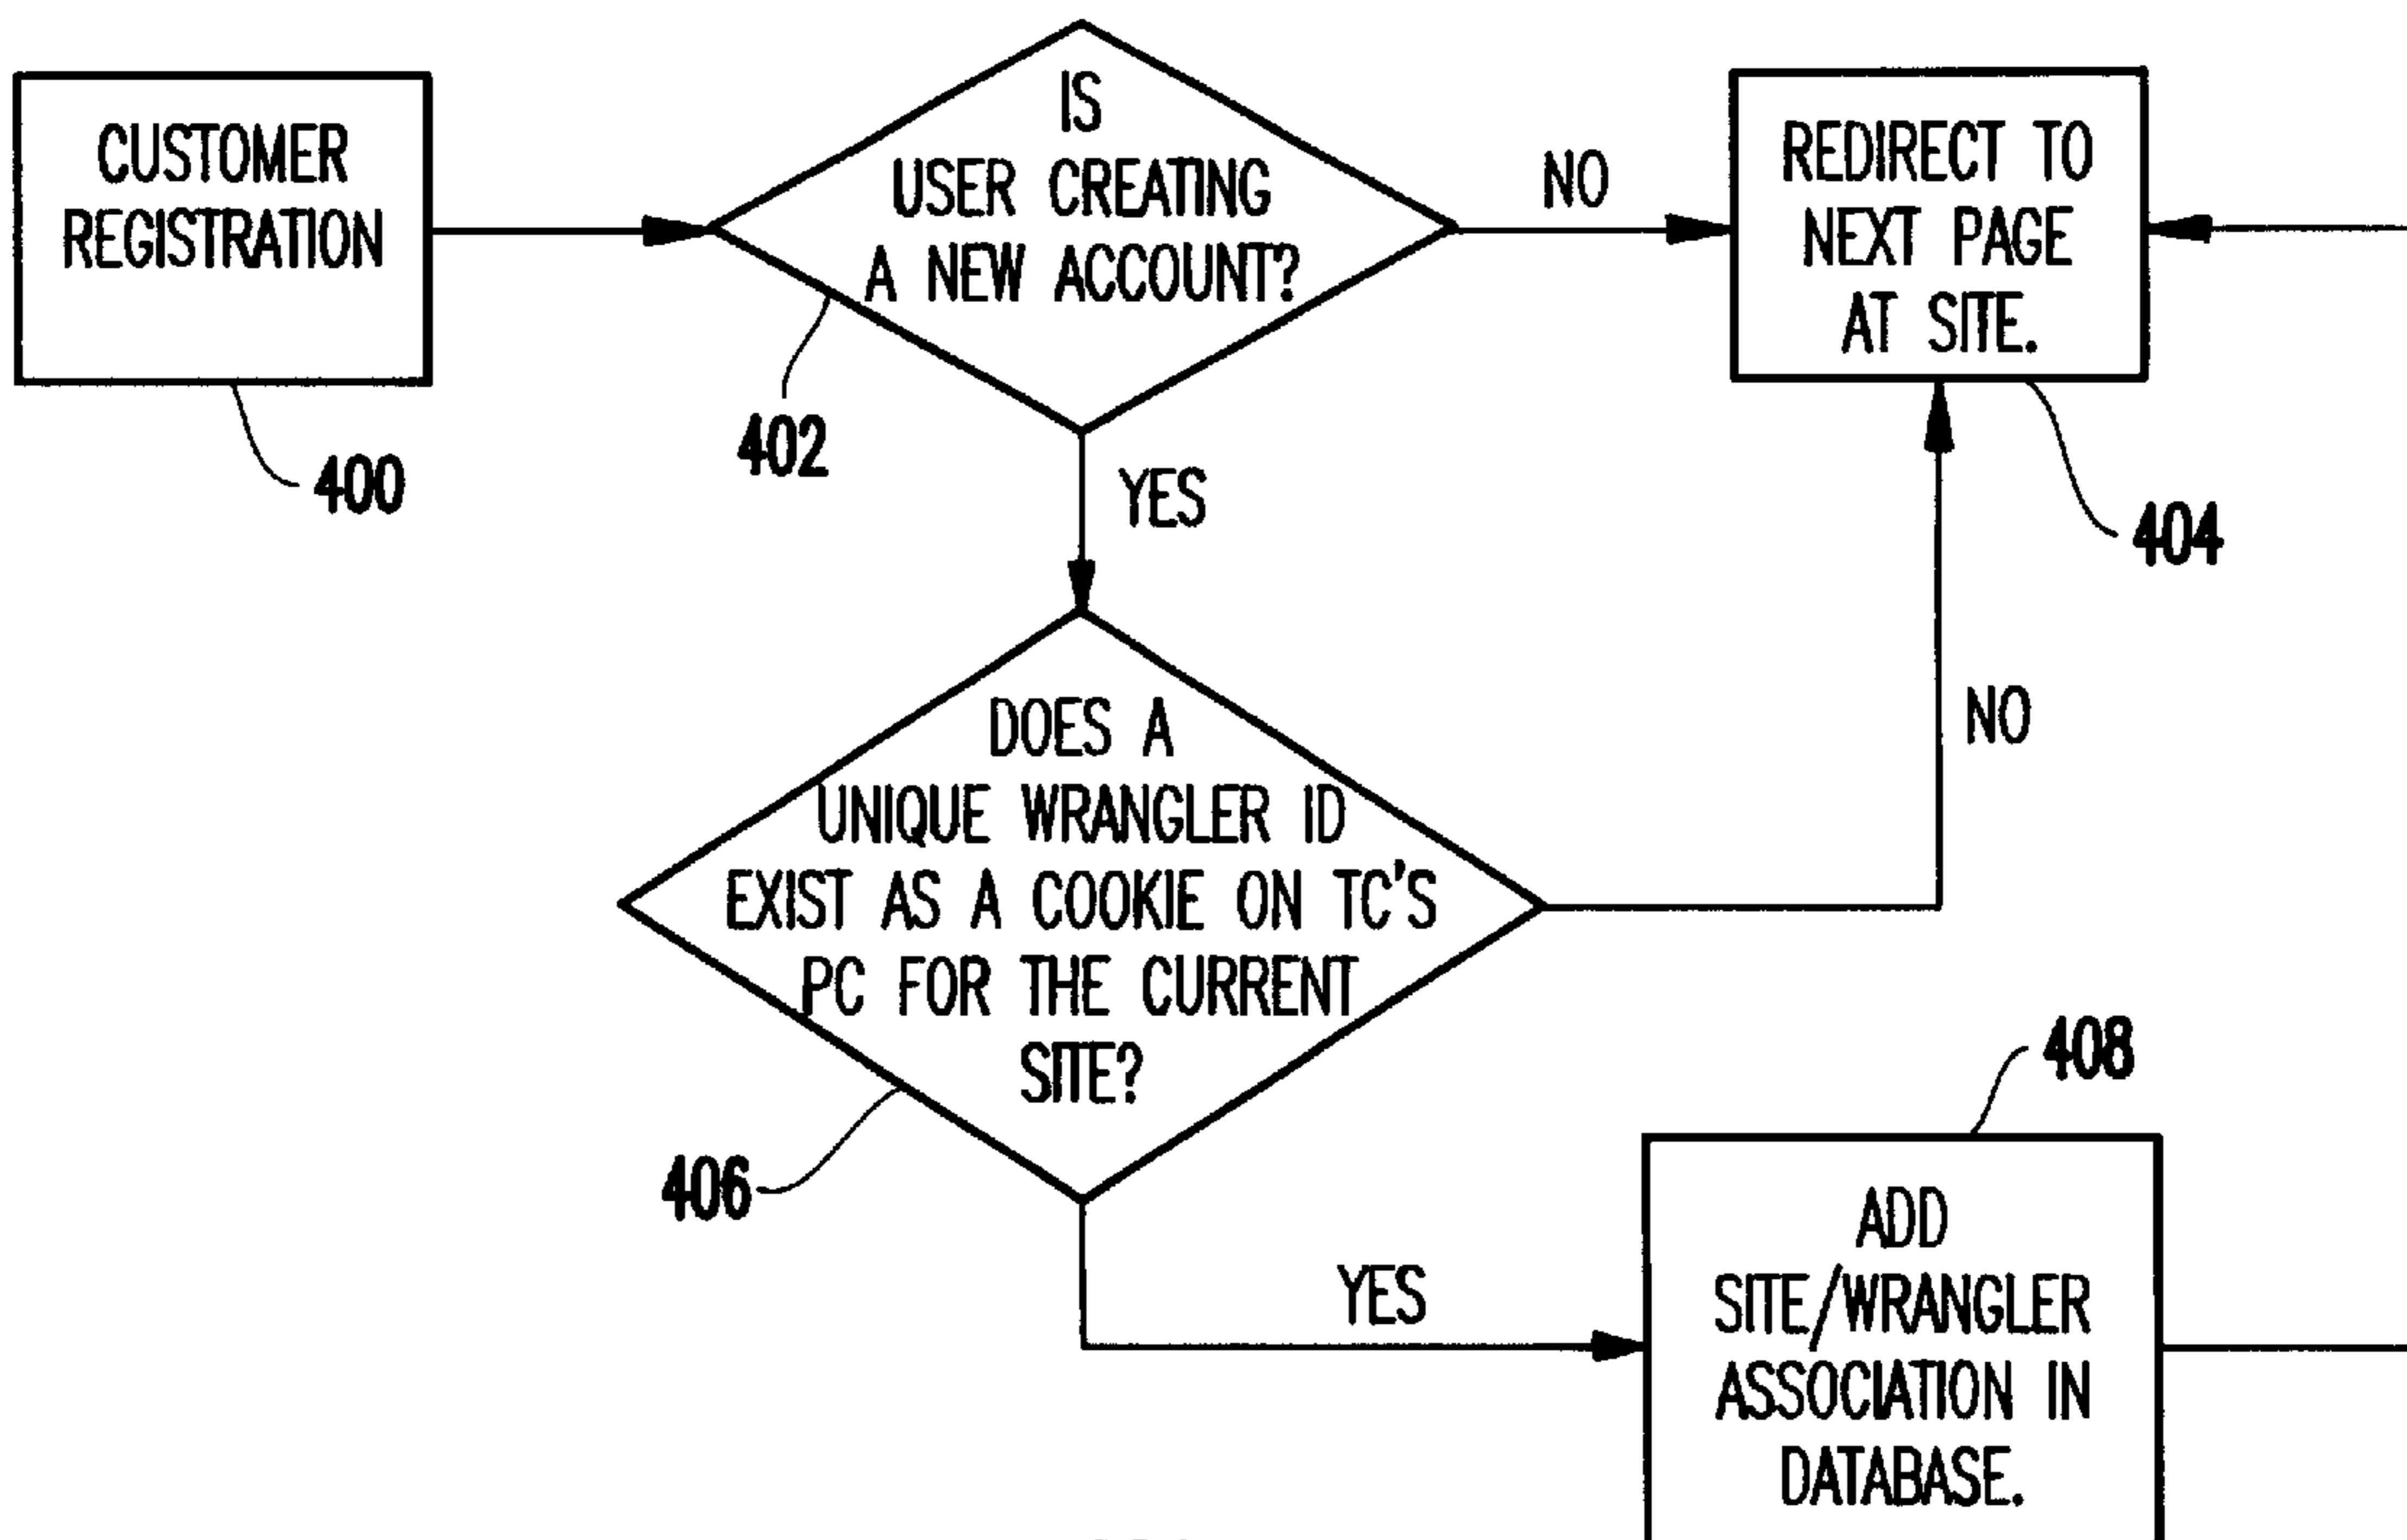 CUSTOMER
REGISTRATION
400
IS
USER CREATING
A NEW ACCOUNT?
402
NO
REDIRECT TO
NEXT PAGE
AT SITE.
404
YES
DOES A
UNIQUE WRANGLER ID
EXIST AS A COOKIE ON TC'S
PC FOR THE CURRENT
SITE?
406
NO
YES
408
ADD
SITE/WRANGLER
ASSOCIATION IN
DATABASE.